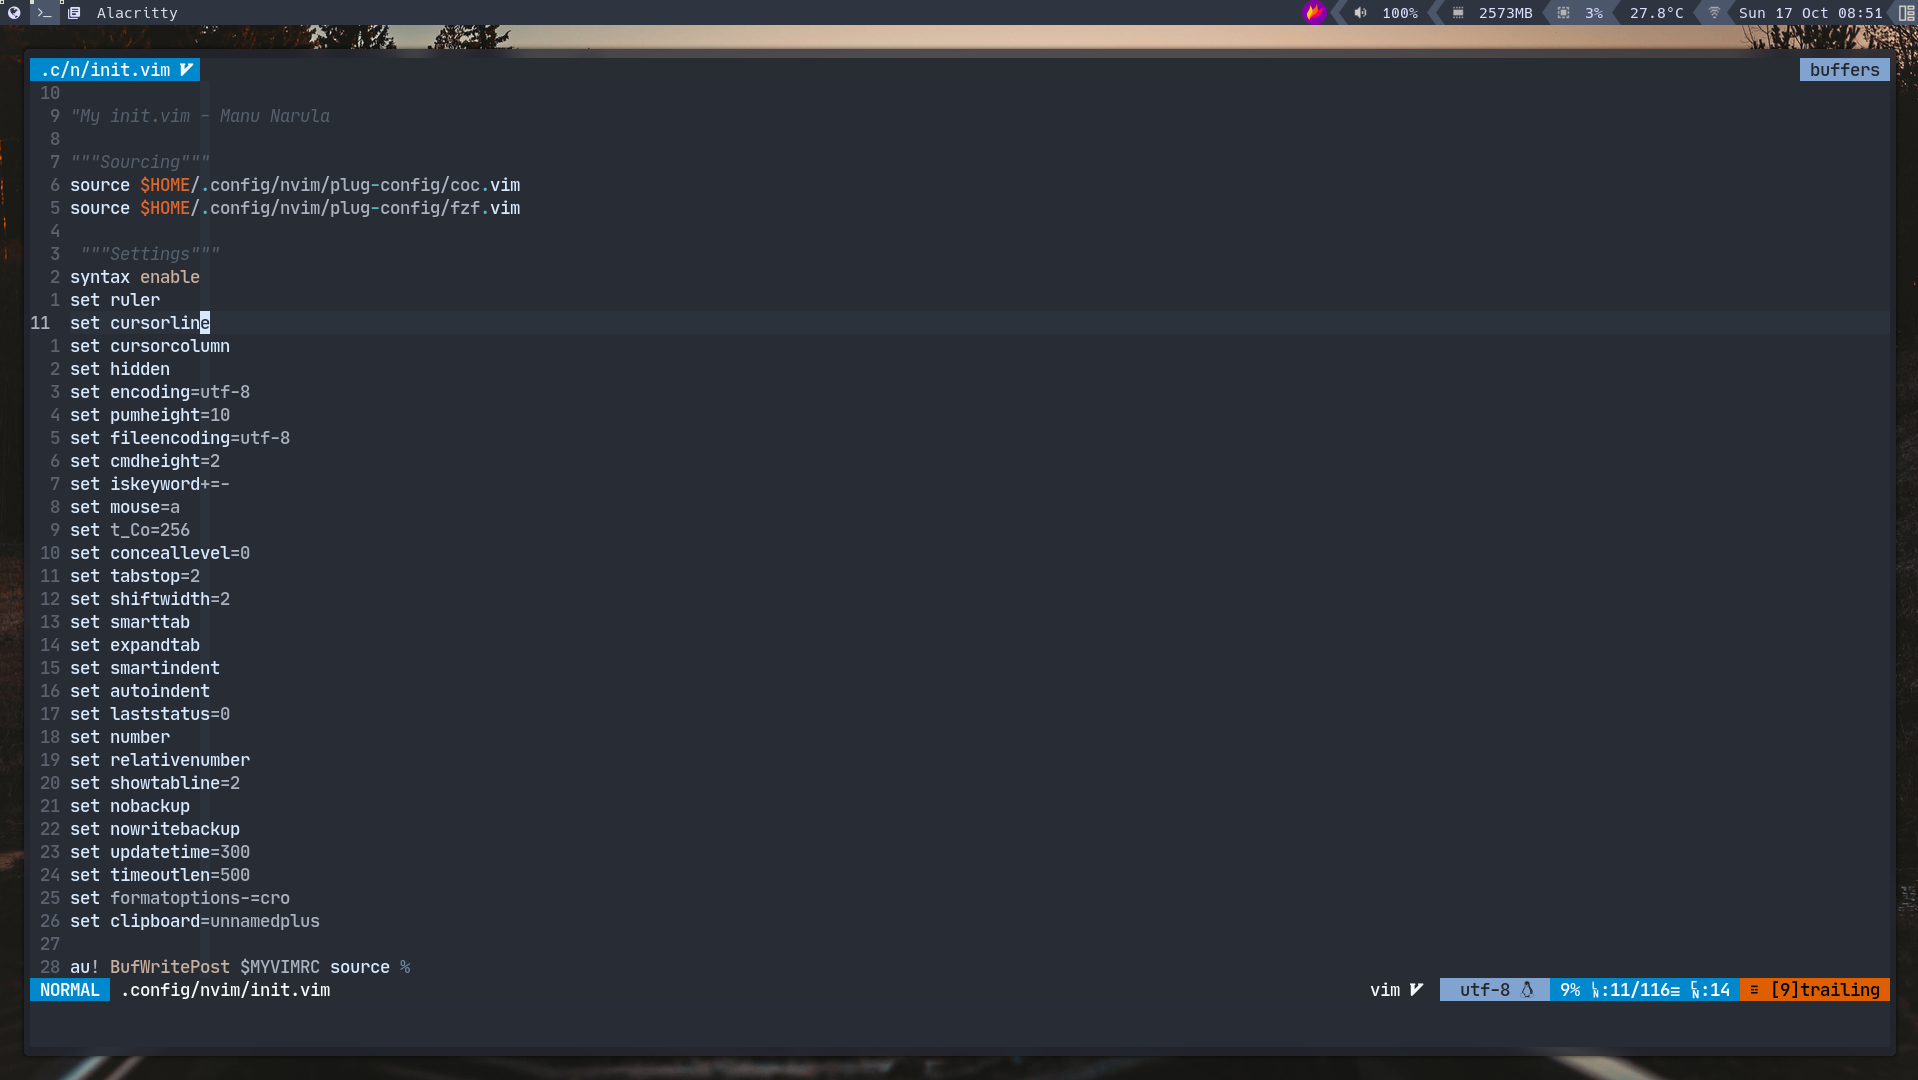 Alacritty 100% 2573MB 3% 27.8°C Sun 17 Oct 08:51
.c/n/init.vim buffers
10
9 "My init.vim - Manu Narula
8
7 """Sourcing"""
6 source $HOME/.config/nvim/plug-config/coc.vim
5 source $HOME/.config/nvim/plug-config/fzf.vim
4
3 """Settings"""
2 syntax enable
1 set ruler
11 set cursorline
1 set cursorcolumn
2 set hidden
3 set encoding=utf-8
4 set pumheight=10
5 set fileencoding=utf-8
6 set cmdheight=2
7 set iskeyword+=-
8 set mouse=a
9 set t_Co=256
10 set conceallevel=0
11 set tabstop=2
12 set shiftwidth=2
13 set smarttab
14 set expandtab
15 set smartindent
16 set autoindent
17 set laststatus=0
18 set number
19 set relativenumber
20 set showtabline=2
21 set nobackup
22 set nowritebackup
23 set updatetime=300
24 set timeoutlen=500
25 set formatoptions-=cro
26 set clipboard=unnamedplus
27
28 au! BufWritePost $MYVIMRC source %
NORMAL .config/nvim/init.vim vim utf-8 9% LN:11/116≡ CN:14 [9]trailing